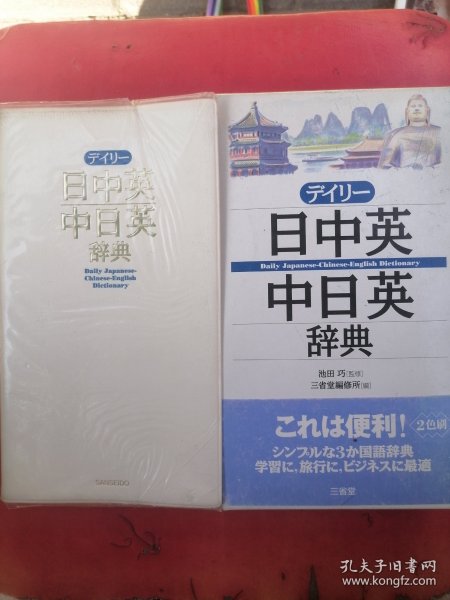 デイリー
日中英
中日英
辞典
Daily Japanese-
Chinese-English
Dictionary
SANSEIDO
デイリー
日中英
Daily Japanese-Chinese-English Dictionary
中日英
辞典
池田 巧[監修]
三省堂編修所[編]
これは便利!
2色刷
シンプルな3か国語辞典
学習に,旅行に,ビジネスに最適
三省堂
孔夫子旧书网
www.kongfz.com